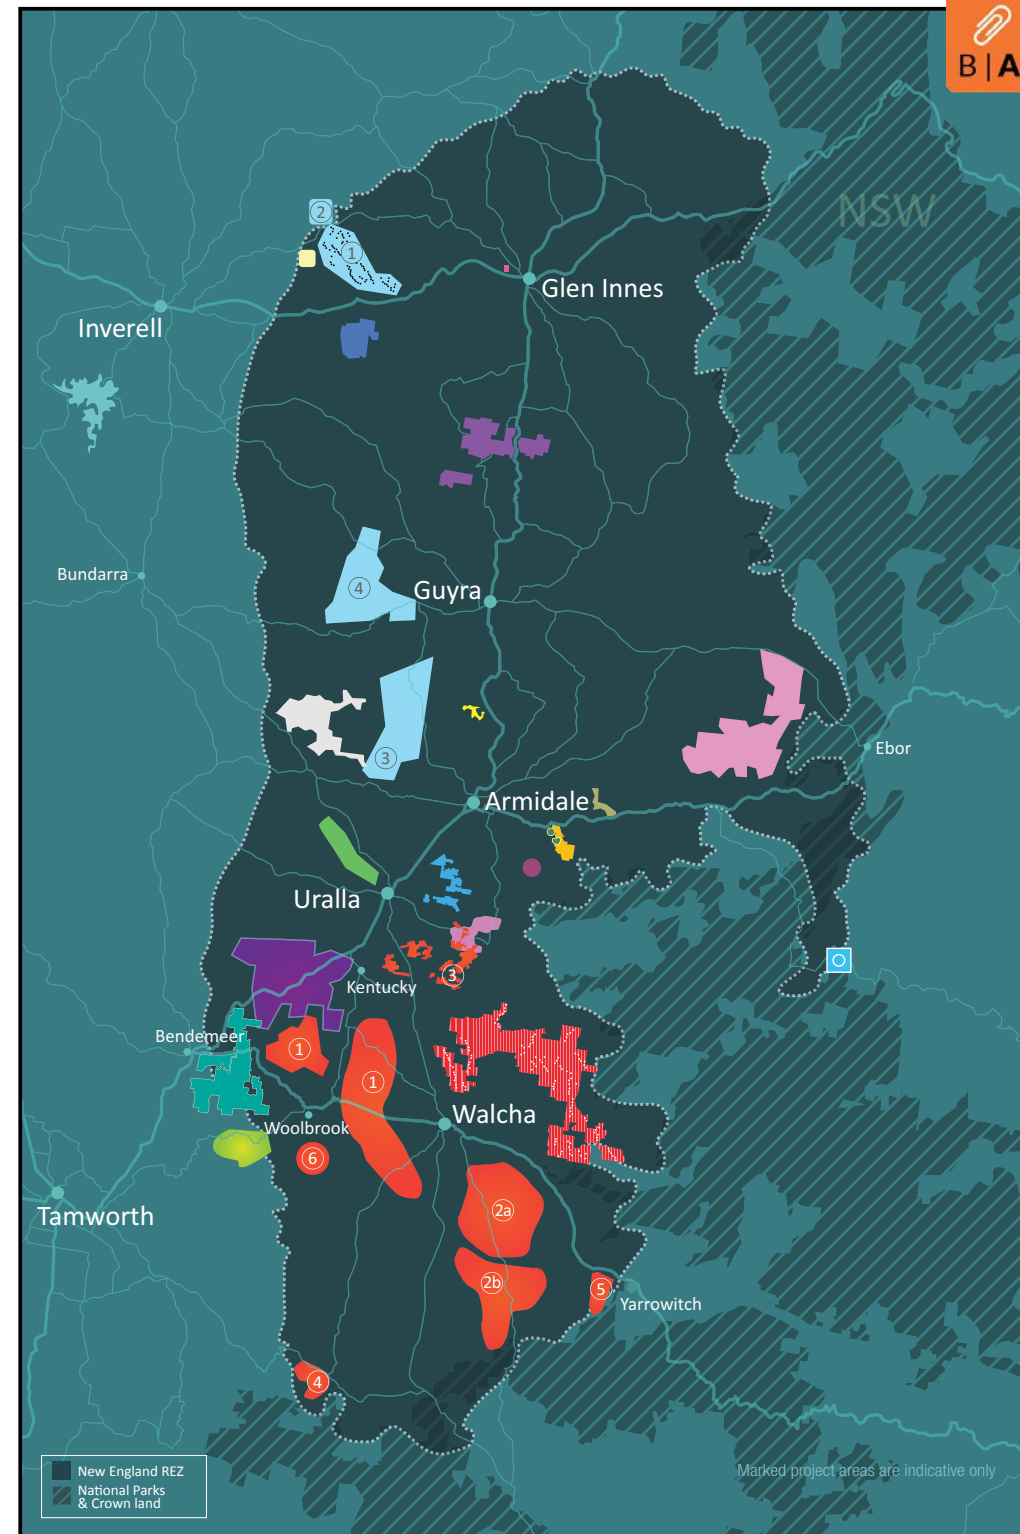 B|A
NSW
2
1
Glen Innes
Inverell
Bundarra
4
Guyra
3
Ebor
Armidale
Uralla
Kentucky
3
Bendemeer
1
1
Woolbrook
Walcha
6
Tamworth
2a
2b
5
Yarrowitch
4
New England REZ
National Parks
& Crown land
Marked project areas are indicative only